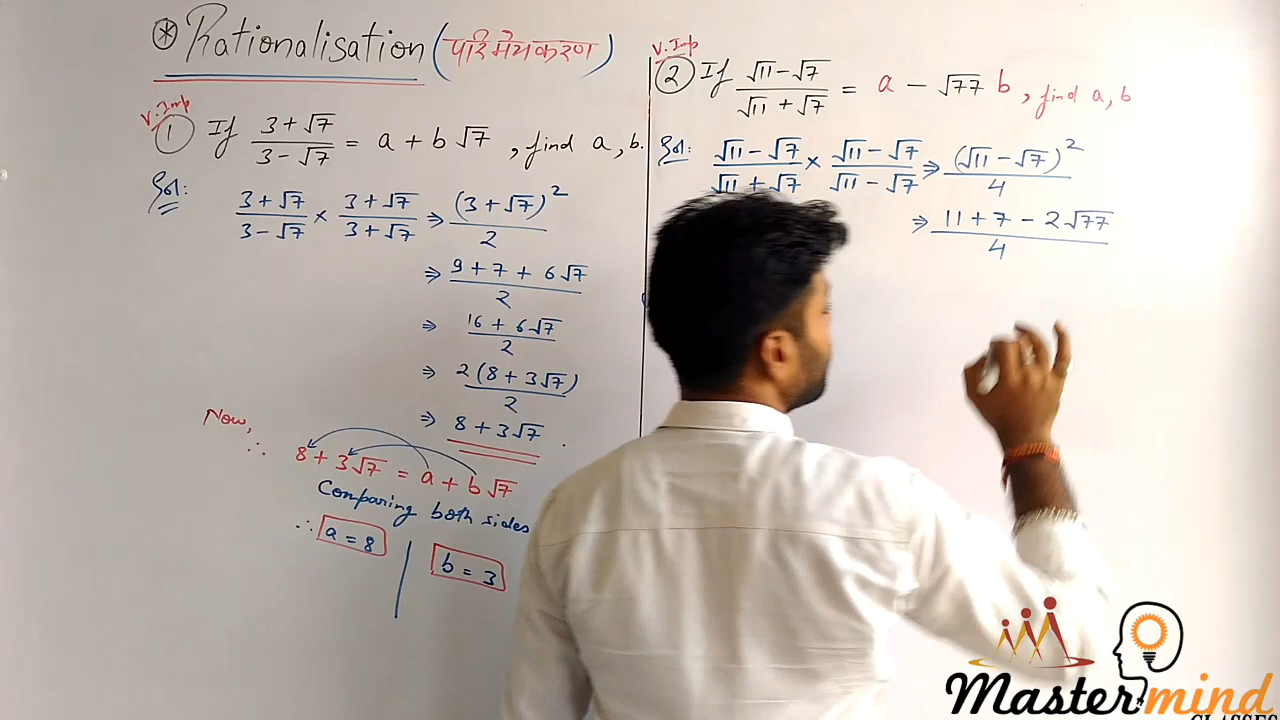 * Rationalisation (परिमेयकरण)
V. Imp
① If (3+√7)/(3-√7) = a + b√7, find a, b.
Sol:
(3+√7)/(3-√7) × (3+√7)/(3+√7) ⇒ (3+√7)²/2
⇒ (9+7+6√7)/2
⇒ (16+6√7)/2
⇒ 2(8+3√7)/2
⇒ 8+3√7.
Now,
∴ 8+3√7 = a+b√7
Comparing both sides
∴ a = 8 | b = 3
V. Imp
② If (√11-√7)/(√11+√7) = a - √77 b, find a, b
Sol: (√11-√7)/(√11+√7) × (√11-√7)/(√11-√7) ⇒ (√11-√7)²/4
⇒ (11+7-2√77)/4
Mastermind
CLASSES